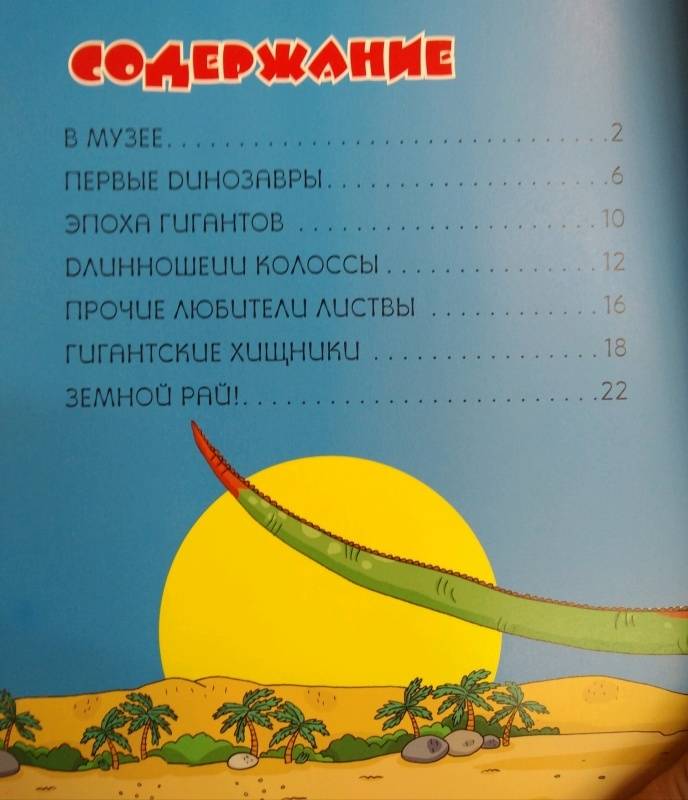 СОДЕРЖАНИЕ
В МУЗЕЕ. . . . . . . . . . . . . . . . . . . . . . . . . . . . . . . 2
ПЕРВЫЕ ДИНОЗАВРЫ. . . . . . . . . . . . . . . . . . . . 6
ЭПОХА ГИГАНТОВ . . . . . . . . . . . . . . . . . . . . . 10
ДЛИННОШЕИИ КОЛОССЫ . . . . . . . . . . . . . . . 12
ПРОЧИЕ ЛЮБИТЕЛИ ЛИСТВЫ . . . . . . . . . . . . 16
ГИГАНТСКИЕ ХИЩНИКИ . . . . . . . . . . . . . . . . 18
ЗЕМНОЙ РАЙ!. . . . . . . . . . . . . . . . . . . . . . . . . 22